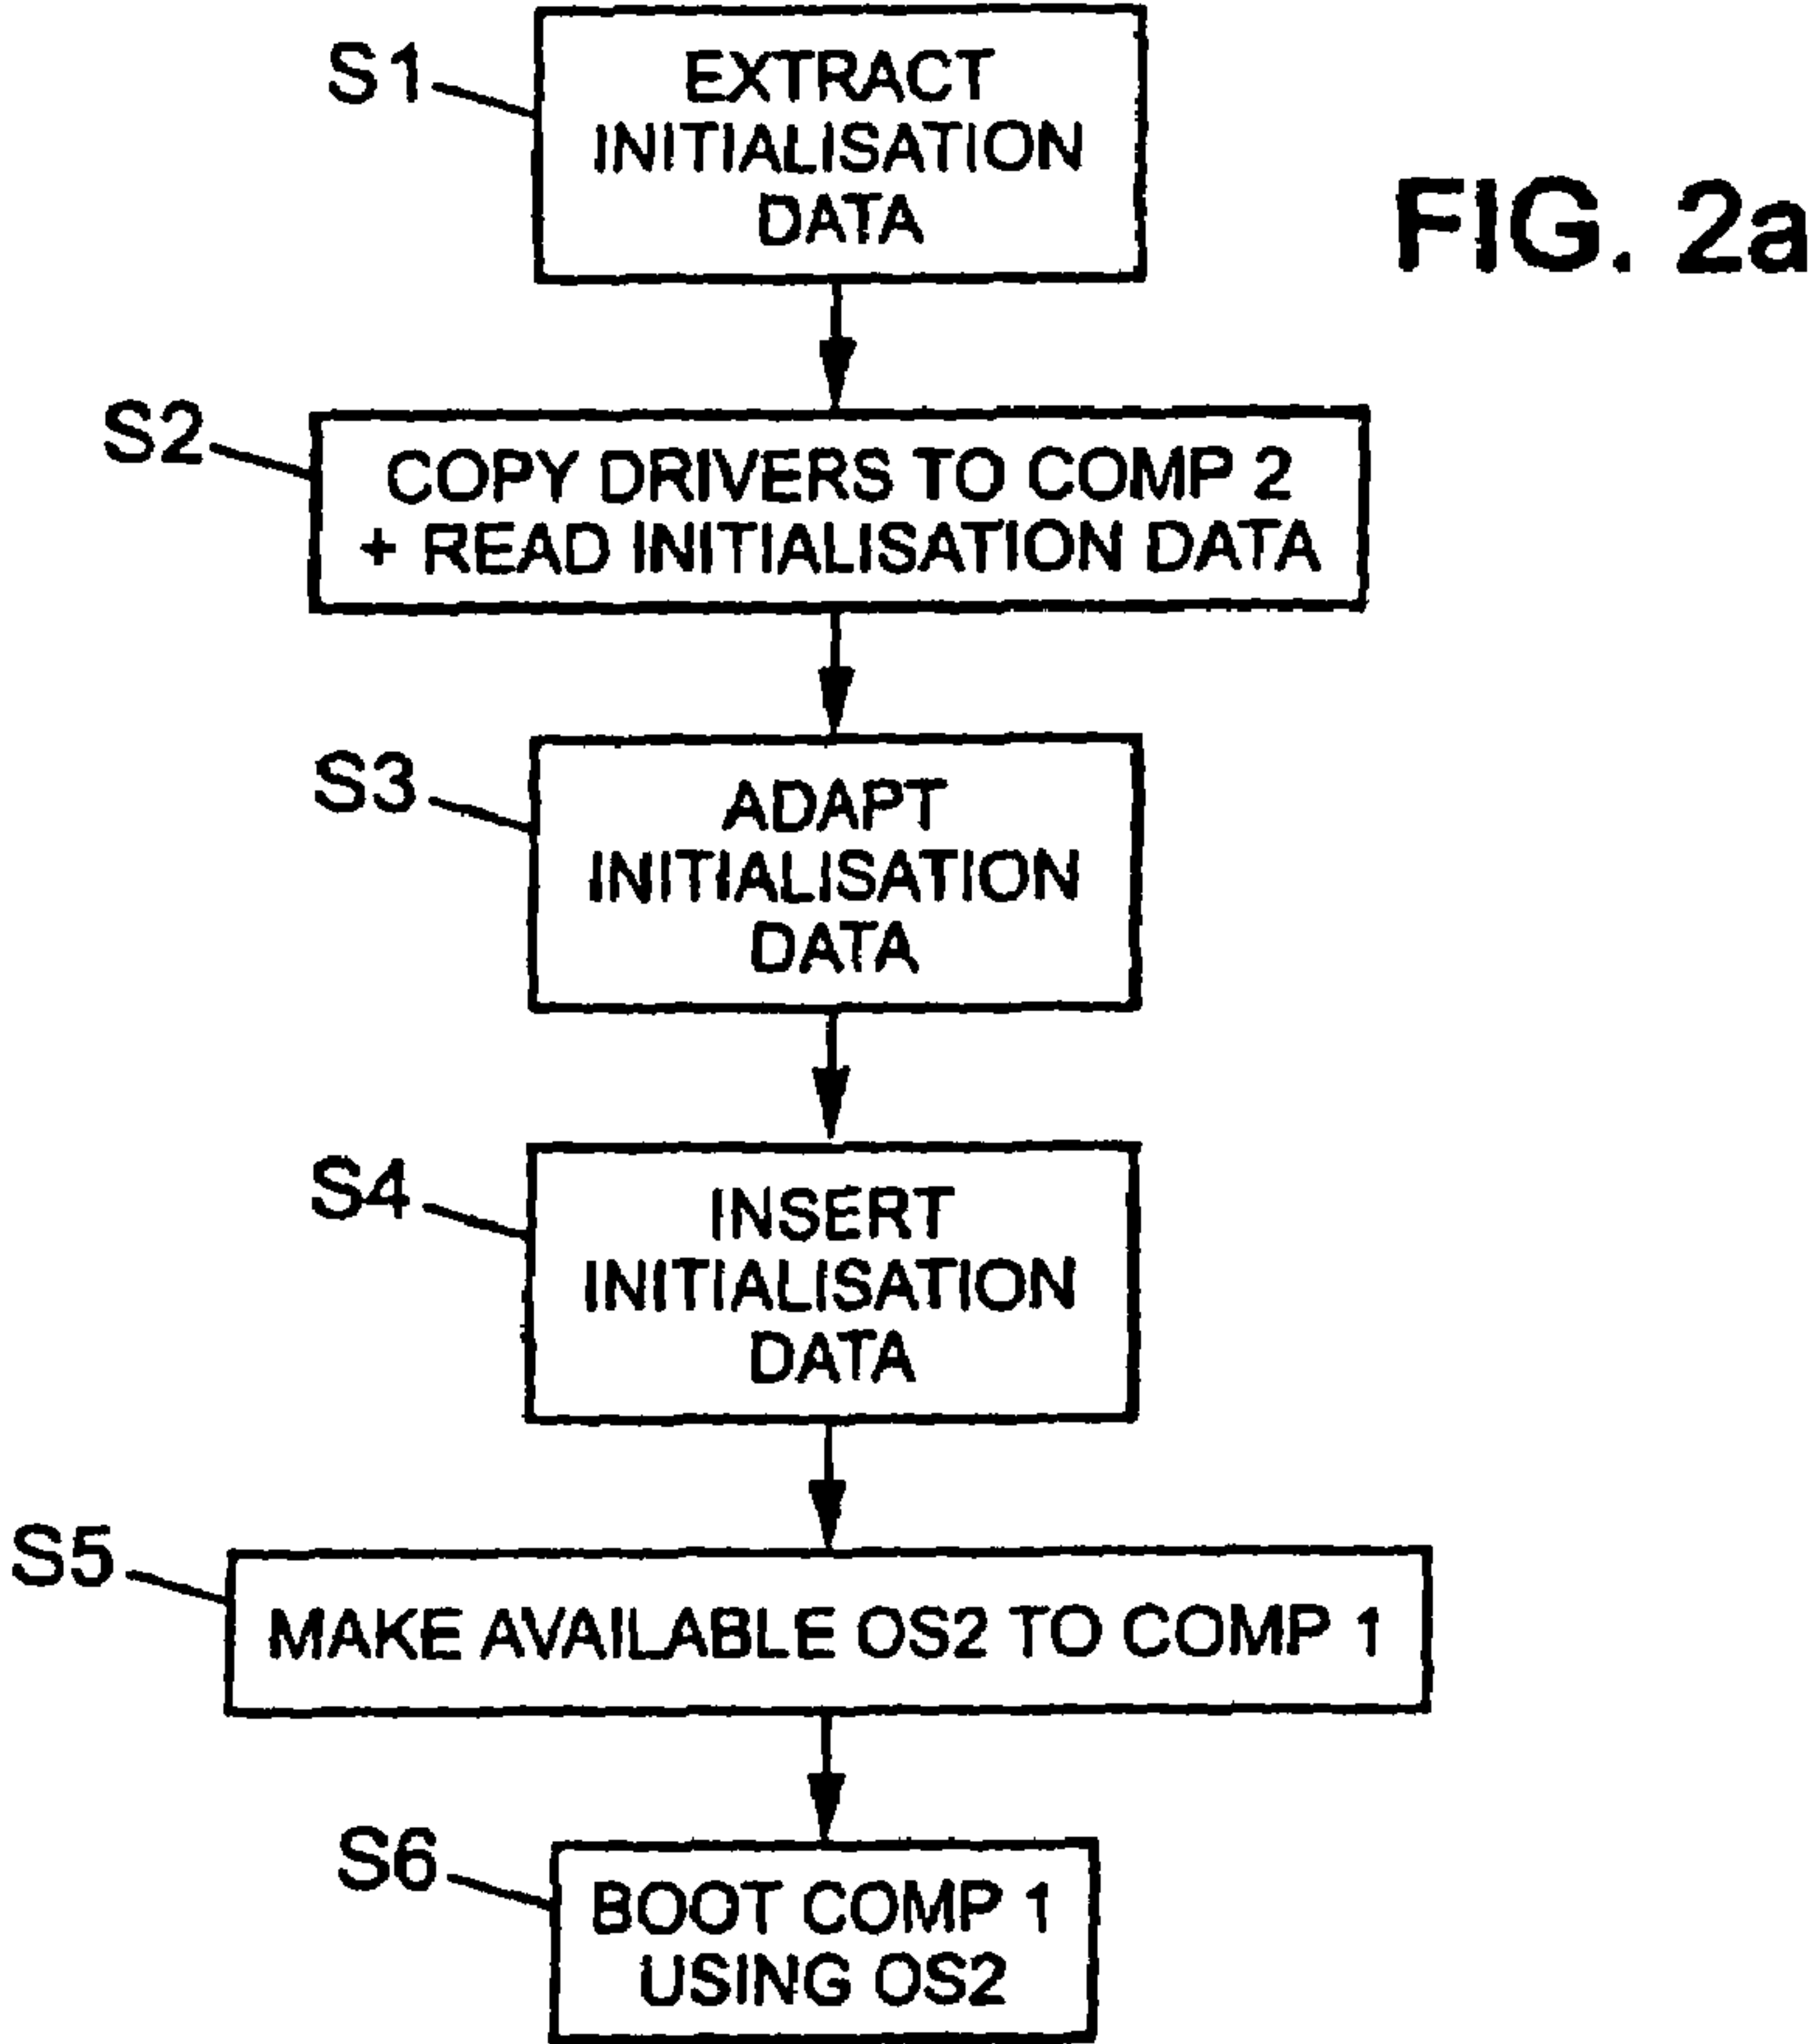 S1
EXTRACT
INITIALISATION
DATA
FIG. 2a
S2
COPY DRIVERS TO COMP 2
+ READ INITIALISATION DATA
S3
ADAPT
INITIALISATION
DATA
S4
INSERT
INITIALISATION
DATA
S5
MAKE AVAILABLE OS2 TO COMP 1
S6
BOOT COMP 1
USING OS2